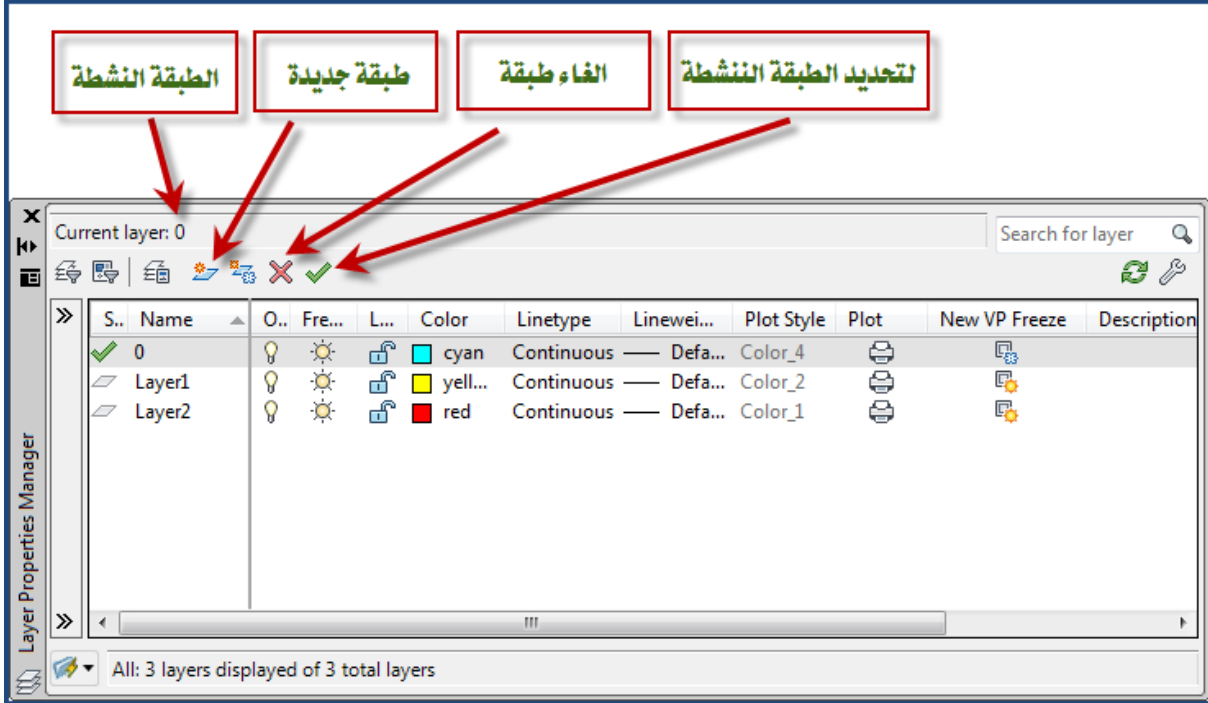 الطبقة النشطة
طبقة جديدة
الغاء طبقة
لتحديد الطبقة الننشطة
Current layer: 0
Search for layer
S.. Name O.. Fre... L... Color Linetype Linewei... Plot Style Plot New VP Freeze Description
0 cyan Continuous Defa... Color_4
Layer1 yell... Continuous Defa... Color_2
Layer2 red Continuous Defa... Color_1
Layer Properties Manager
All: 3 layers displayed of 3 total layers